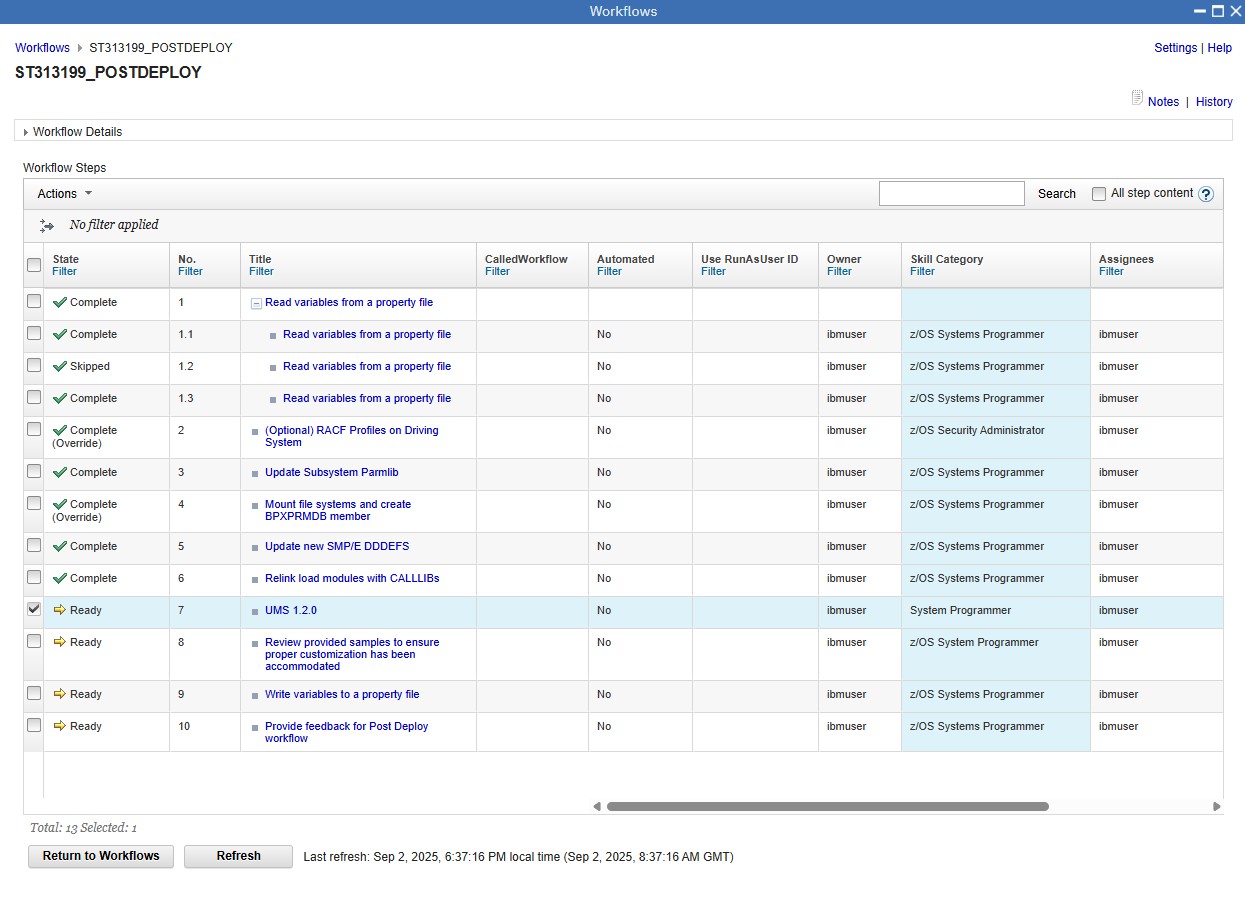 Workflows
Workflows ST313199_POSTDEPLOY
Settings | Help
ST313199_POSTDEPLOY
Notes | History
Workflow Details
Workflow Steps
Actions
Search
All step content
?
No filter applied
State No. Title CalledWorkflow Automated Use RunAsUser ID Owner Skill Category Assignees
Filter Filter Filter Filter Filter Filter Filter Filter Filter
Complete 1 Read variables from a property file
Complete 1.1 Read variables from a property file No ibmuser z/OS Systems Programmer ibmuser
Skipped 1.2 Read variables from a property file No ibmuser z/OS Systems Programmer ibmuser
Complete 1.3 Read variables from a property file No ibmuser z/OS Systems Programmer ibmuser
Complete 2 (Optional) RACF Profiles on Driving No ibmuser z/OS Security Administrator ibmuser
(Override) System
Complete 3 Update Subsystem Parmlib No ibmuser z/OS Systems Programmer ibmuser
Complete 4 Mount file systems and create No ibmuser z/OS Systems Programmer ibmuser
(Override) BPXPRMDB member
Complete 5 Update new SMP/E DDDEFS No ibmuser z/OS Systems Programmer ibmuser
Complete 6 Relink load modules with CALLLIBs No ibmuser z/OS Systems Programmer ibmuser
Ready 7 UMS 1.2.0 No ibmuser System Programmer ibmuser
Ready 8 Review provided samples to ensure No ibmuser z/OS System Programmer ibmuser
proper customization has been
accommodated
Ready 9 Write variables to a property file No ibmuser z/OS Systems Programmer ibmuser
Ready 10 Provide feedback for Post Deploy No ibmuser z/OS Systems Programmer ibmuser
workflow
Total: 13 Selected: 1
Return to Workflows Refresh Last refresh: Sep 2, 2025, 6:37:16 PM local time (Sep 2, 2025, 8:37:16 AM GMT)